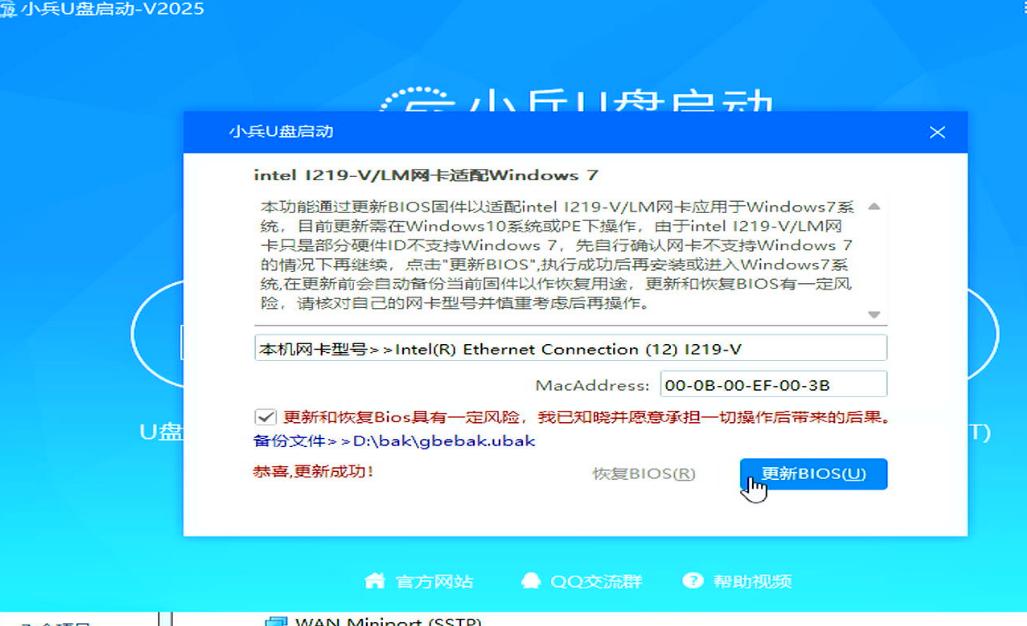 小兵U盘启动-V2025
小兵U盘启动
小兵U盘启动
intel I219-V/LM网卡适配Windows 7
本功能通过更新BIOS固件以适配intel I219-V/LM网卡应用于Windows7系
统，目前更新需在Windows10系统或PE下操作，由于intel I219-V/LM网
卡只是部分硬件ID不支持Windows 7，先自行确认网卡不支持Windows 7
的情况下再继续，点击"更新BIOS",执行成功后再安装或进入Windows7系
统,在更新前会自动备份当前固件以作恢复用途，更新和恢复BIOS有一定风
险，请核对自己的网卡型号并慎重考虑后再操作。
本机网卡型号>>Intel(R) Ethernet Connection (12) I219-V
MacAddress: 00-0B-00-EF-00-3B
更新和恢复Bios具有一定风险，我已知晓并愿意承担一切操作后带来的后果。
U盘
T)
备份文件>>D:\bak\gbebak.ubak
恭喜,更新成功!
恢复BIOS(R)
更新BIOS(U)
官方网站
QQ交流群
帮助视频
WAN Miniport (SSTP)